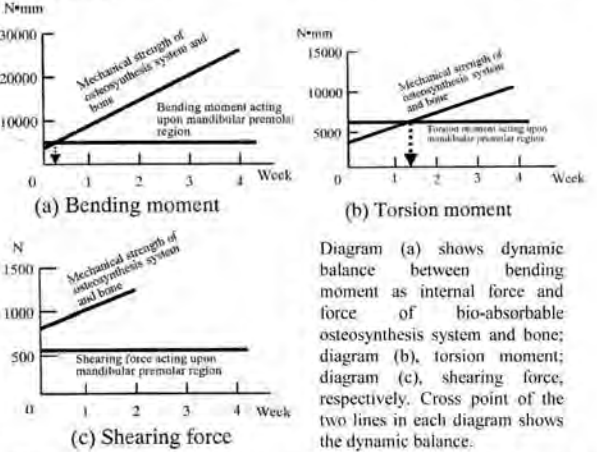 N•mm
30000
20000
10000
0
Mechanical strength of
osteosynthesis system and
bone
Bending moment acting
upon mandibular premolar
region
1 2 3 4 Week
(a) Bending moment
N•mm
15000
10000
5000
0
Mechanical strength of
osteosynthesis system
and bone
Torsion moment acting upon
mandibular premolar region
1 2 3 4 Week
(b) Torsion moment
N
1500
1000
500
0
Mechanical strength of
osteosynthesis system
and bone
Shearing force acting upon
mandibular premolar region
1 2 3 4 Week
(c) Shearing force
Diagram (a) shows dynamic
balance between bending
moment as internal force and
force of bio-absorbable
osteosynthesis system and bone;
diagram (b), torsion moment;
diagram (c), shearing force,
respectively. Cross point of the
two lines in each diagram shows
the dynamic balance.